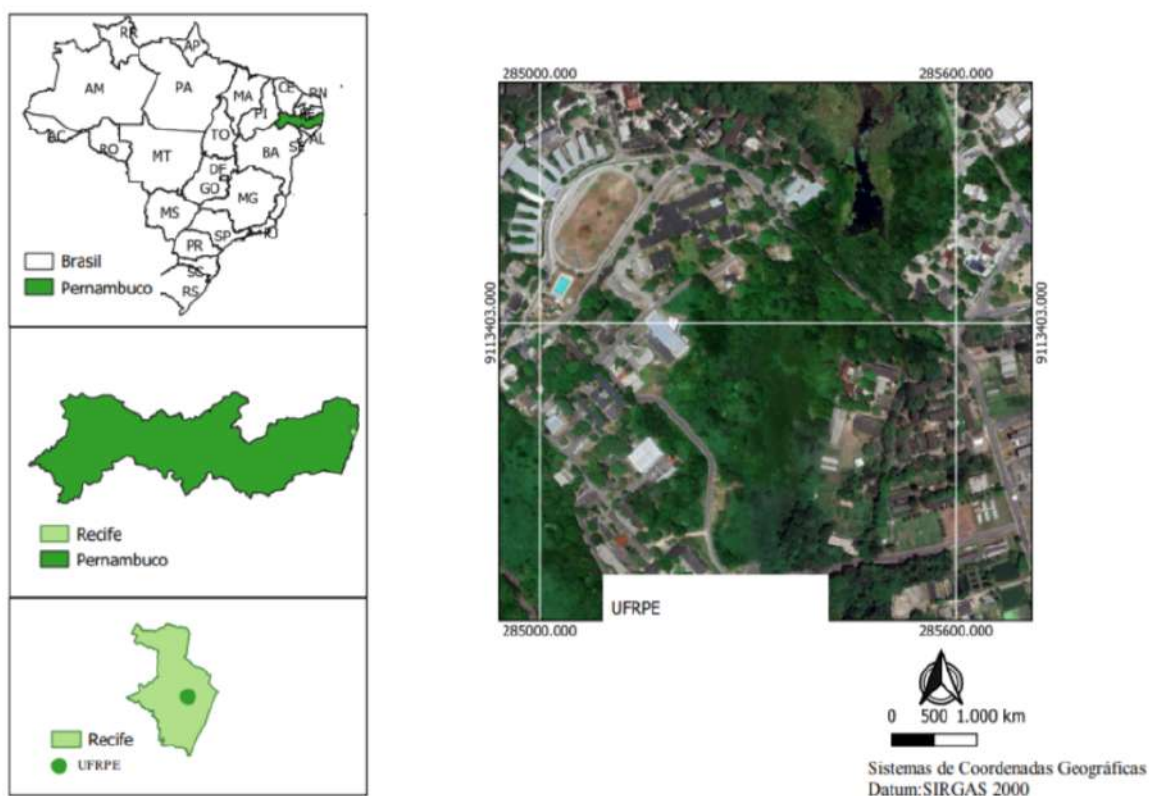 RR
AP
AM
PA
MA
CE
RN
PI
AC
RO
TO
AL
SE
MT
BA
DF
GO
MG
MS
SP
RJ
PR
SC
RS
Brasil
Pernambuco
Recife
Pernambuco
Recife
UFRPE
285000.000
285600.000
9113403.000
9113403.000
UFRPE
285000.000
285600.000
0 500 1.000 km
Sistemas de Coordenadas Geográficas
Datum:SIRGAS 2000